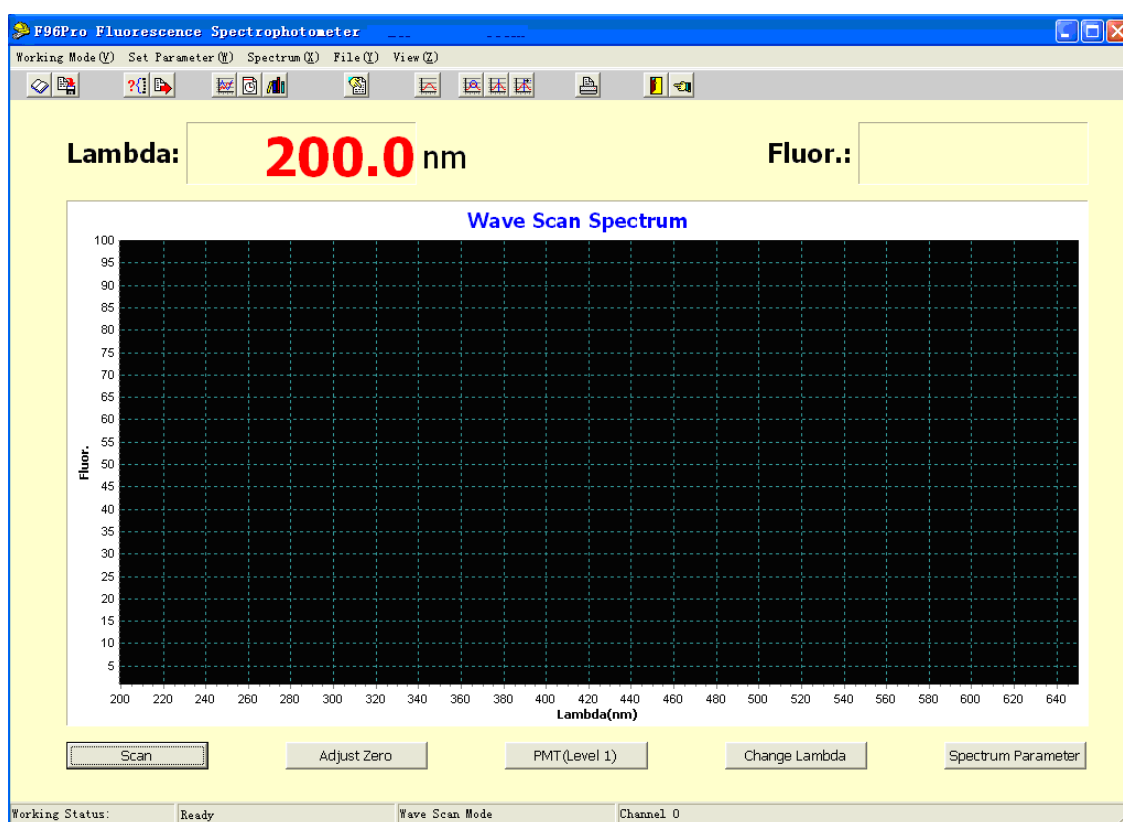 F96Pro Fluorescence Spectrophotometer
Working Mode(V) Set Parameter(W) Spectrum(X) File(Y) View(Z)
Lambda: 200.0 nm Fluor.:
Wave Scan Spectrum
100
95
90
85
80
75
70
65
60
55
50
45
40
35
30
25
20
15
10
5
Fluor.
200 220 240 260 280 300 320 340 360 380 400 420 440 460 480 500 520 540 560 580 600 620 640
Lambda(nm)
Scan Adjust Zero PMT(Level 1) Change Lambda Spectrum Parameter
Working Status: Ready Wave Scan Mode Channel 0